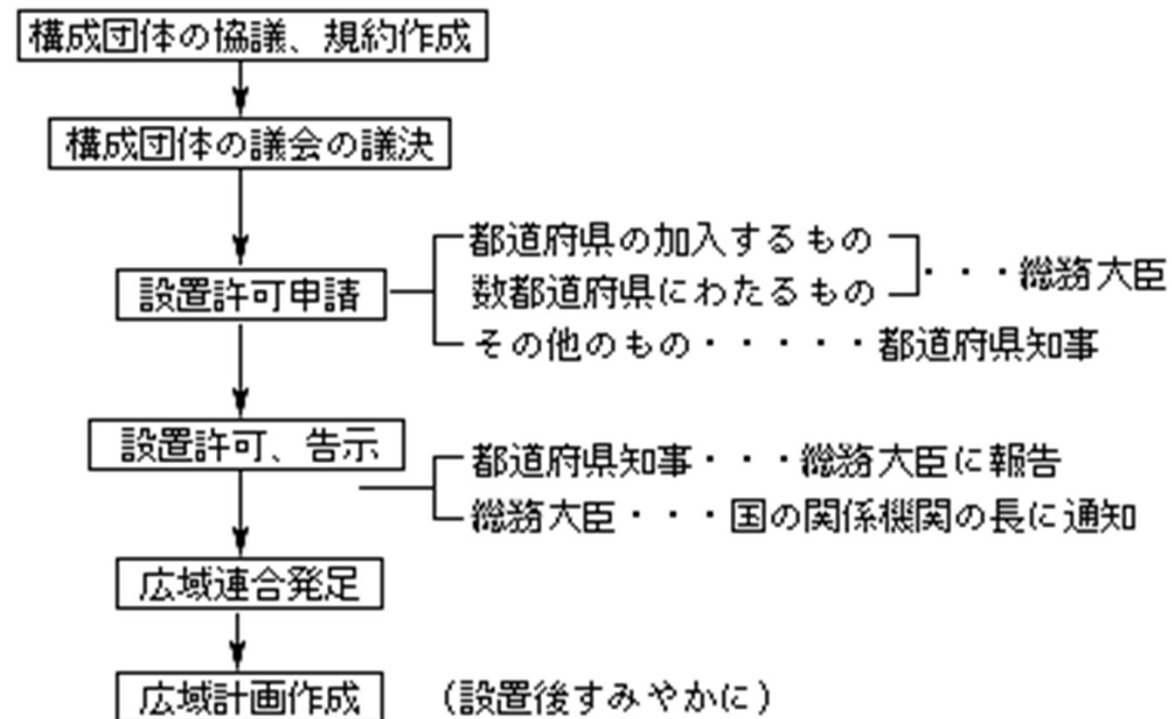 構成団体の協議、規約作成
構成団体の議会の議決
都道府県の加入するもの
数都道府県にわたるもの
・・・総務大臣
設置許可申請
その他のもの・・・・・都道府県知事
設置許可、告示
都道府県知事・・・総務大臣に報告
総務大臣・・・国の関係機関の長に通知
広域連合発足
広域計画作成 (設置後すみやかに)